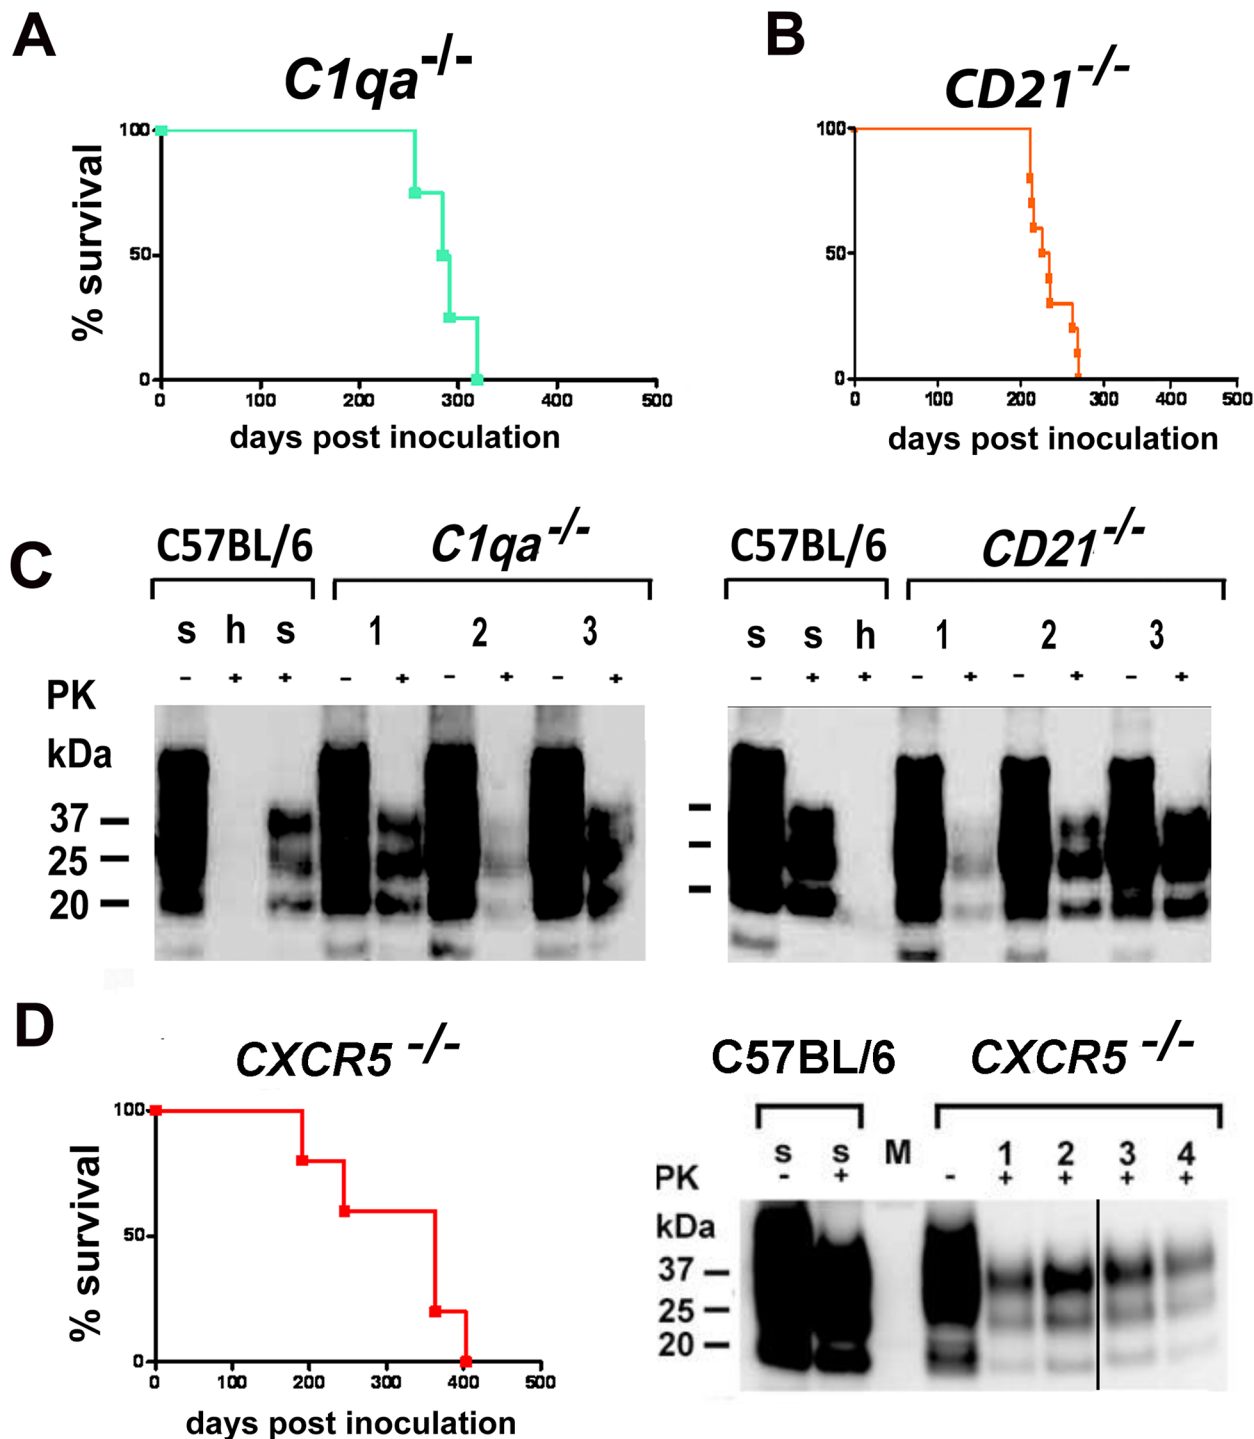 A
C1qa-/-
100
50
0
% survival
0 100 200 300 400 500
days post inoculation
B
CD21-/-
100
50
0
0 100 200 300 400 500
days post inoculation
C
C57BL/6 C1qa-/- C57BL/6 CD21-/-
s h s 1 2 3 s s h 1 2 3
PK - + + - + - + - + - + + - + - + - +
kDa
37
25
20
D
CXCR5 -/-
100
50
0
% survival
0 100 200 300 400 500
days post inoculation
C57BL/6 CXCR5 -/-
s s M 1 2 3 4
PK - + - + + + +
kDa
37
25
20